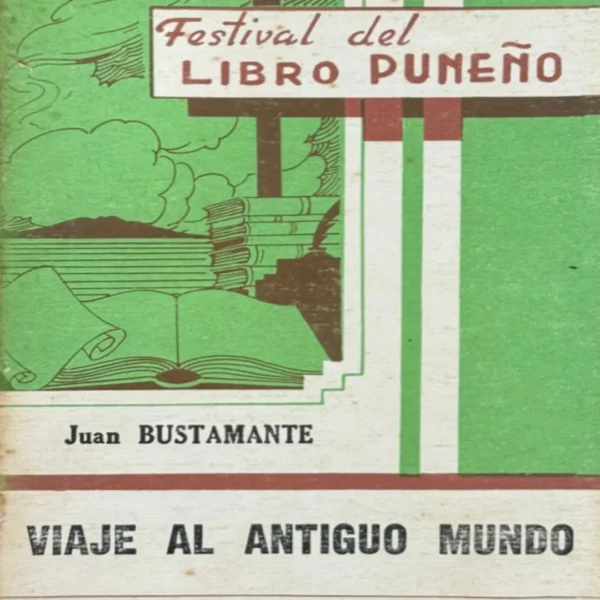 Festival del
LIBRO PUNEÑO
Juan BUSTAMANTE
VIAJE AL ANTIGUO MUNDO